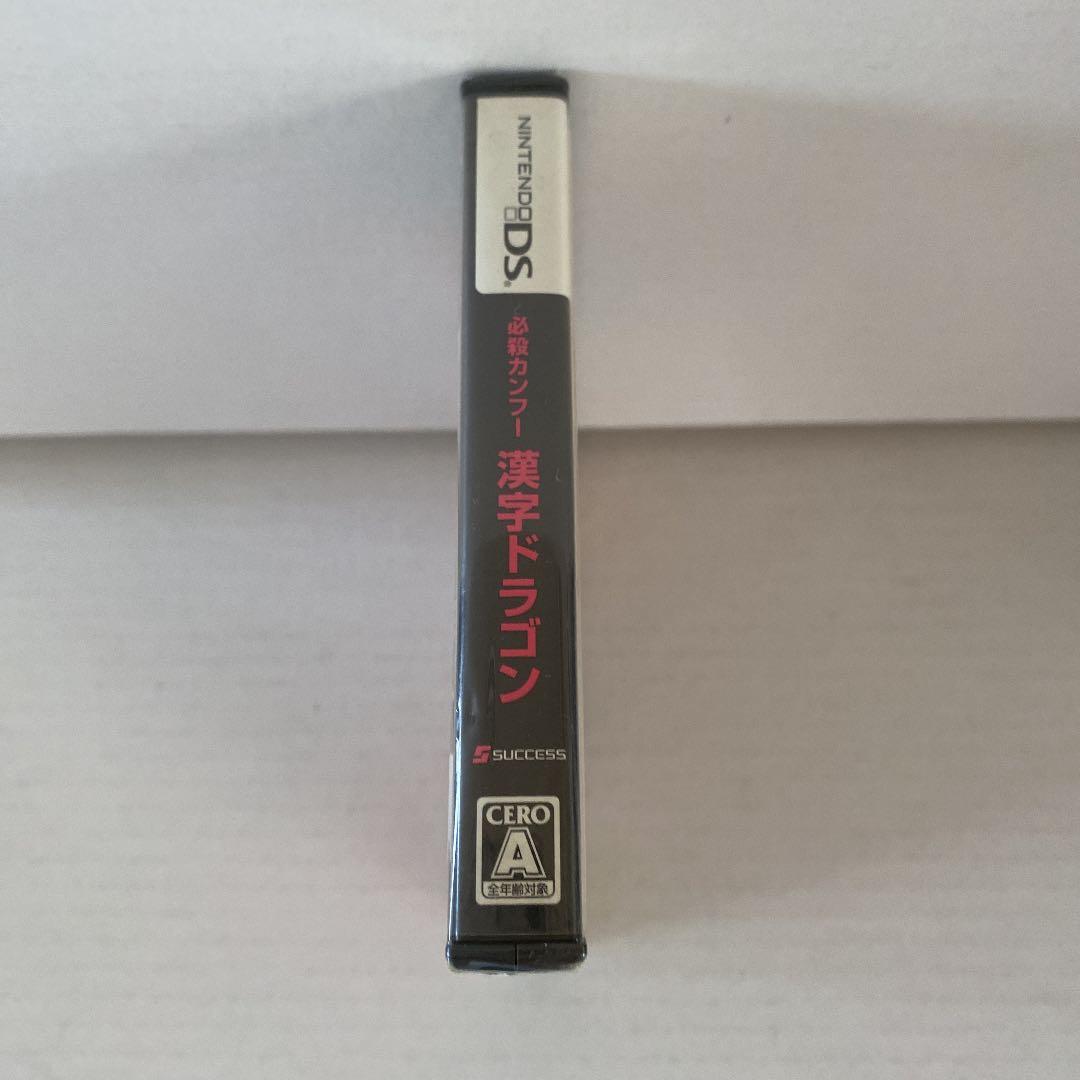 NINTENDO DS®
必殺カンフー
漢字ドラゴン
SUCCESS
CERO
A
全年齢対象